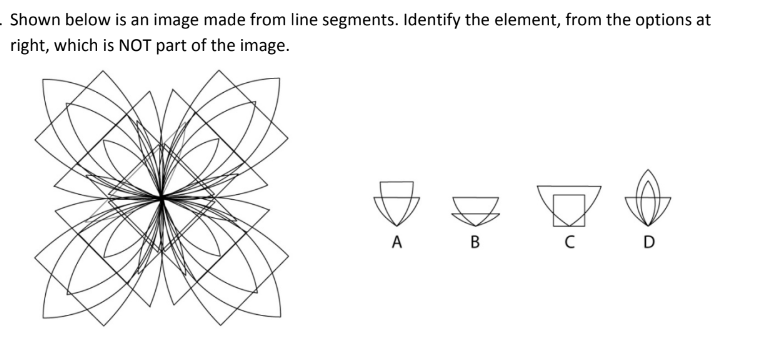 . Shown below is an image made from line segments. Identify the element, from the options at
right, which is NOT part of the image.
A B C D